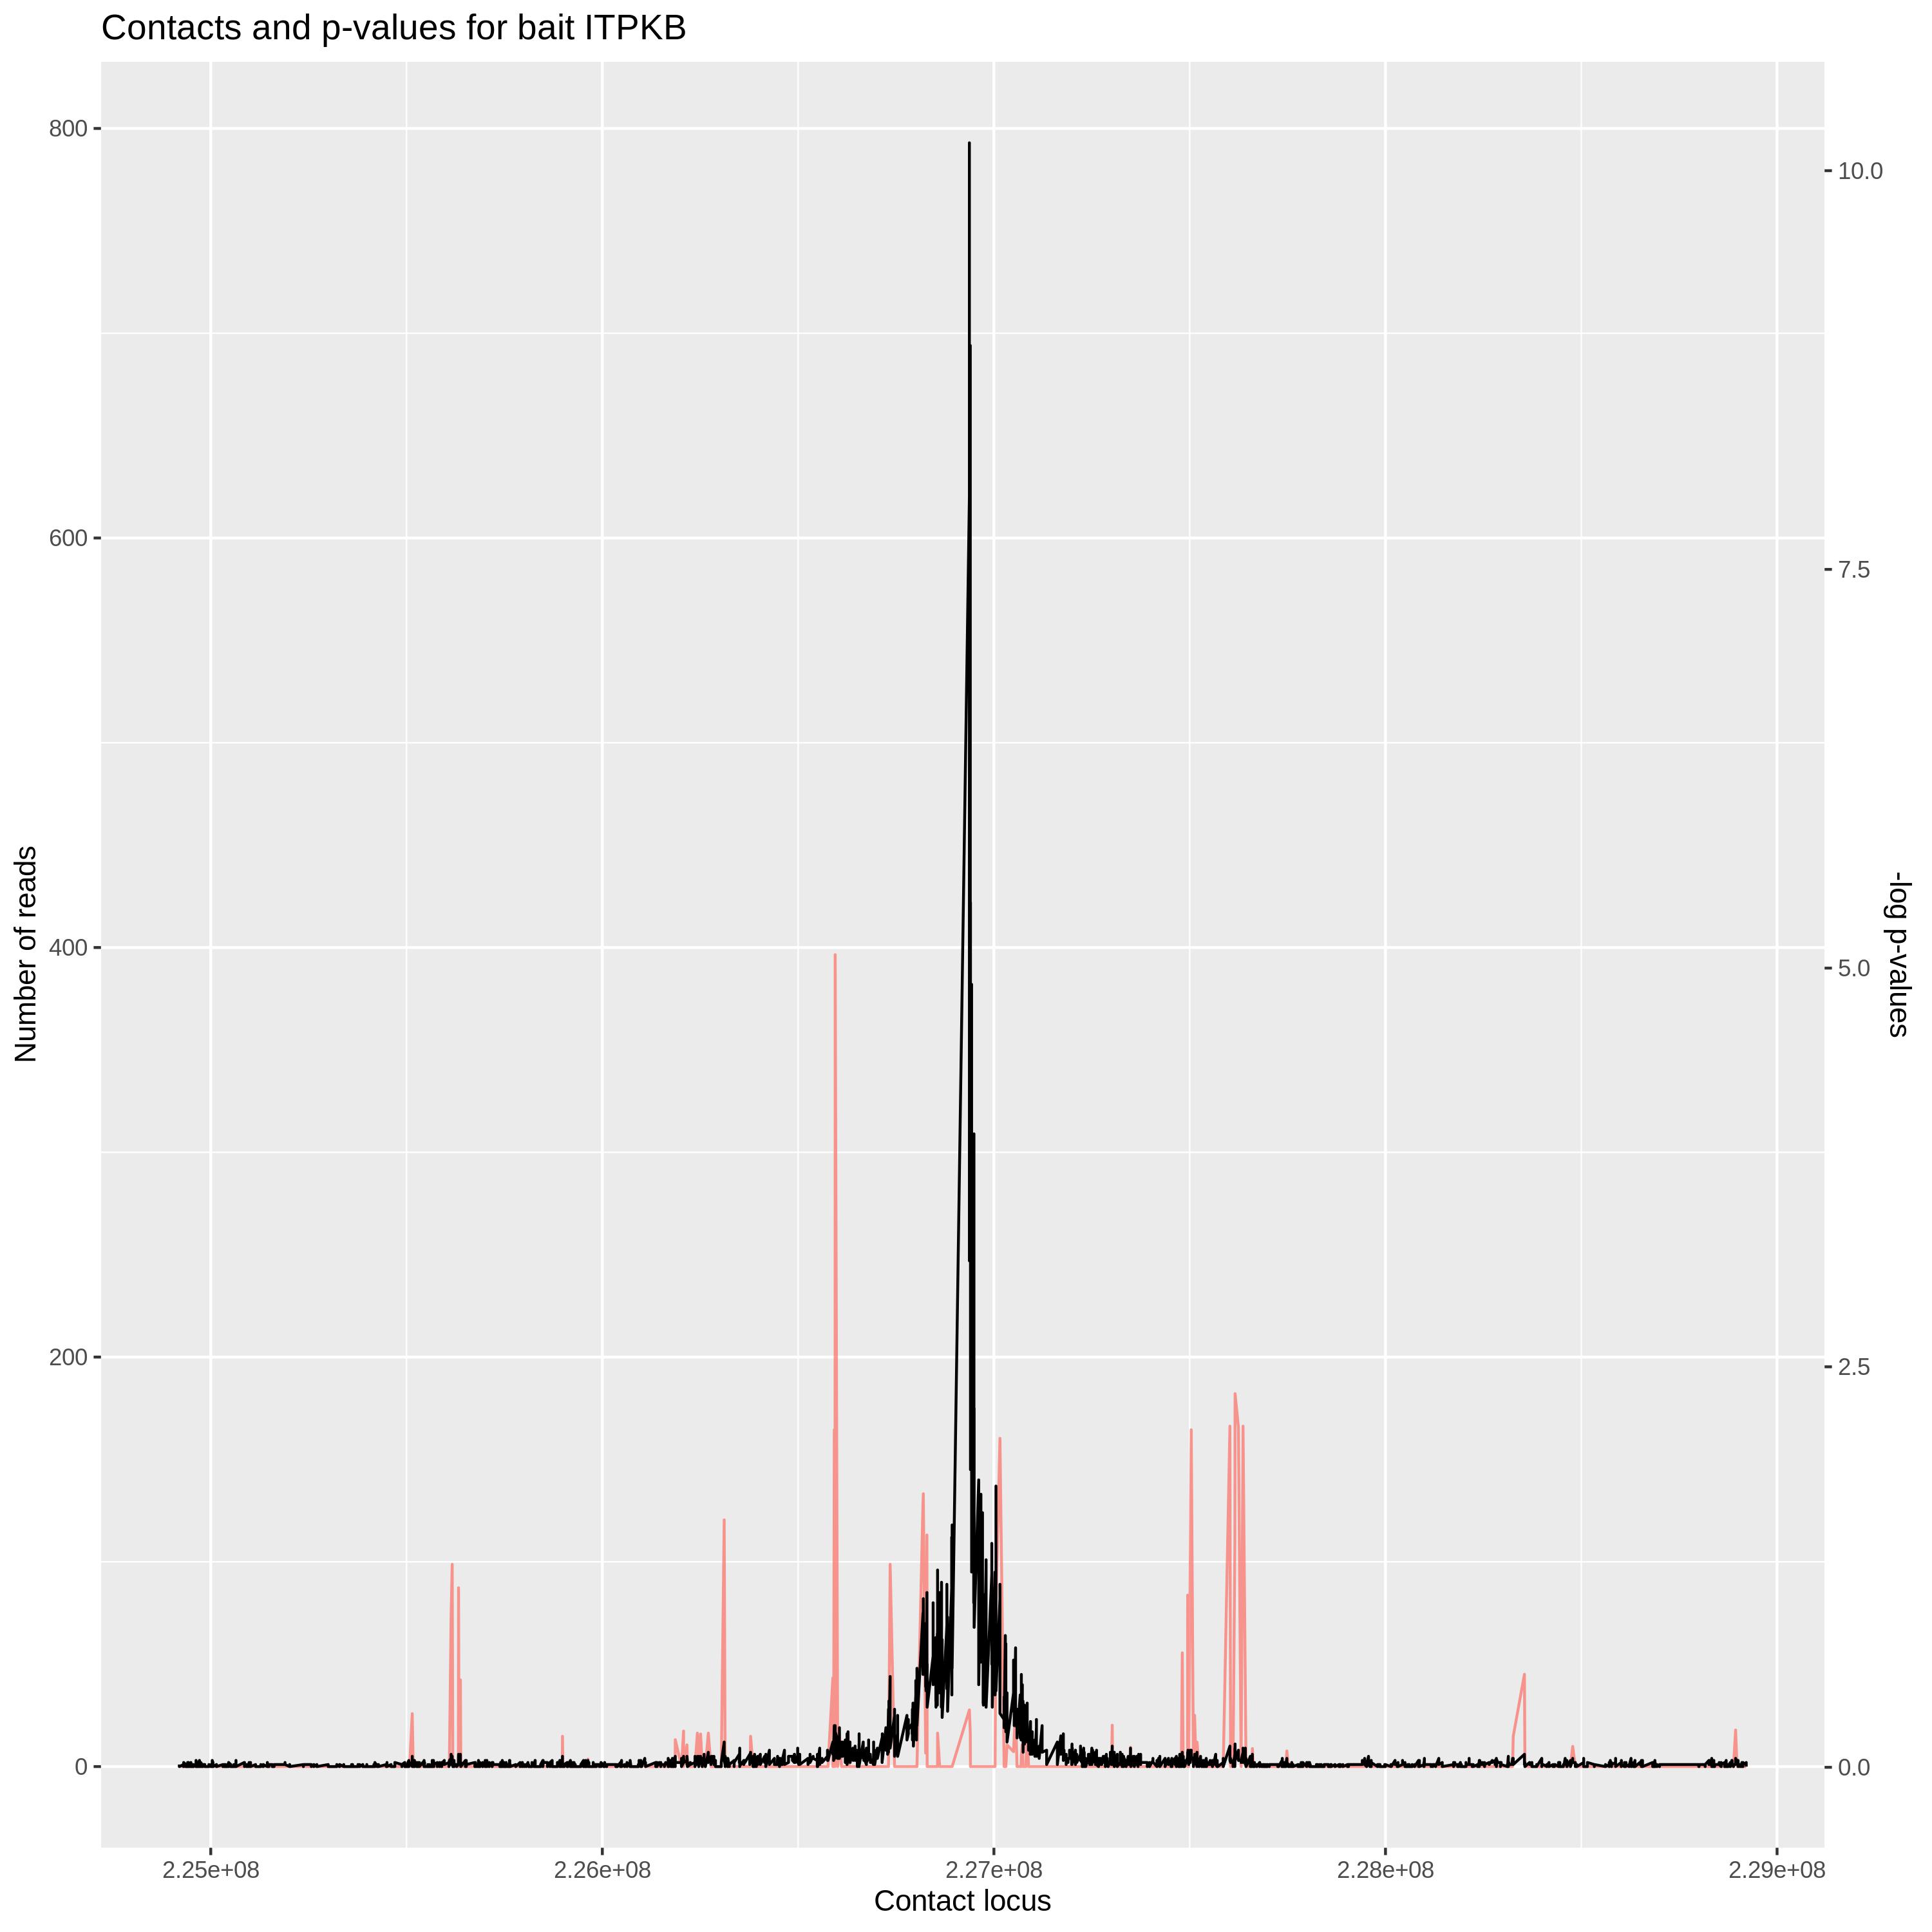 Contacts and p-values for bait ITPKB
800
600
400
200
0
Number of reads
10.0
7.5
5.0
2.5
0.0
-log p-values
2.25e+08
2.26e+08
2.27e+08
2.28e+08
2.29e+08
Contact locus